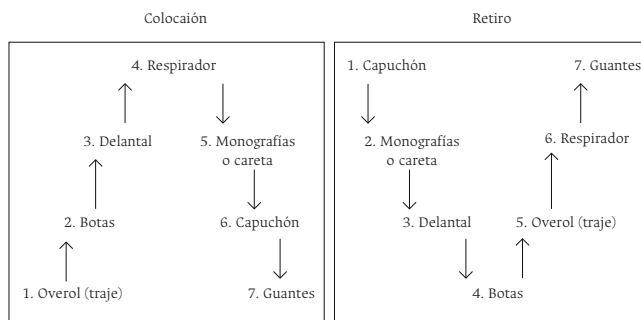 Colocaión
4. Respirador
3. Delantal
5. Monografías
o careta
2. Botas
6. Capuchón
1. Overol (traje)
7. Guantes
Retiro
1. Capuchón
7. Guantes
2. Monografías
o careta
6. Respirador
3. Delantal
5. Overol (traje)
4. Botas